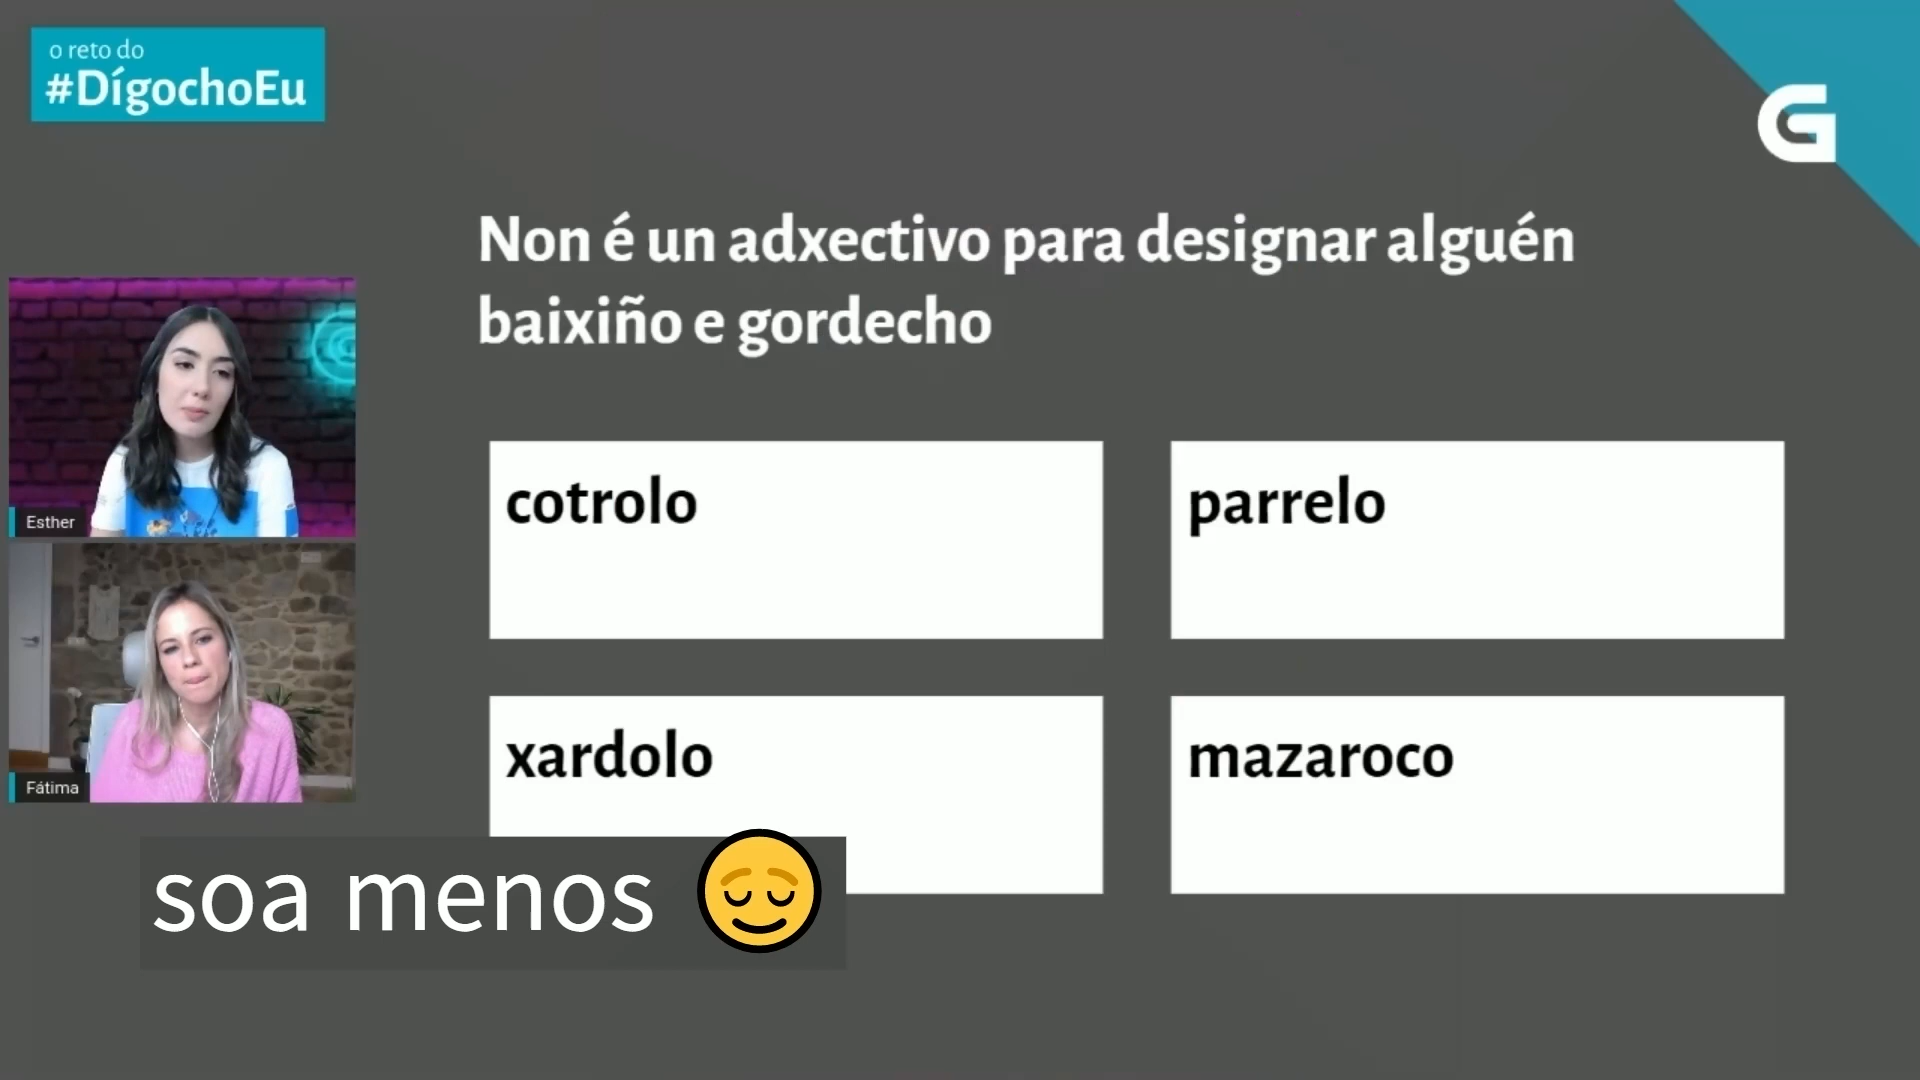 o reto do
#DígochoEu
Non é un adxectivo para designar alguén
baixiño e gordecho
Esther
Fátima
cotrolo
parrelo
xardolo
mazaroco
soa menos 😌